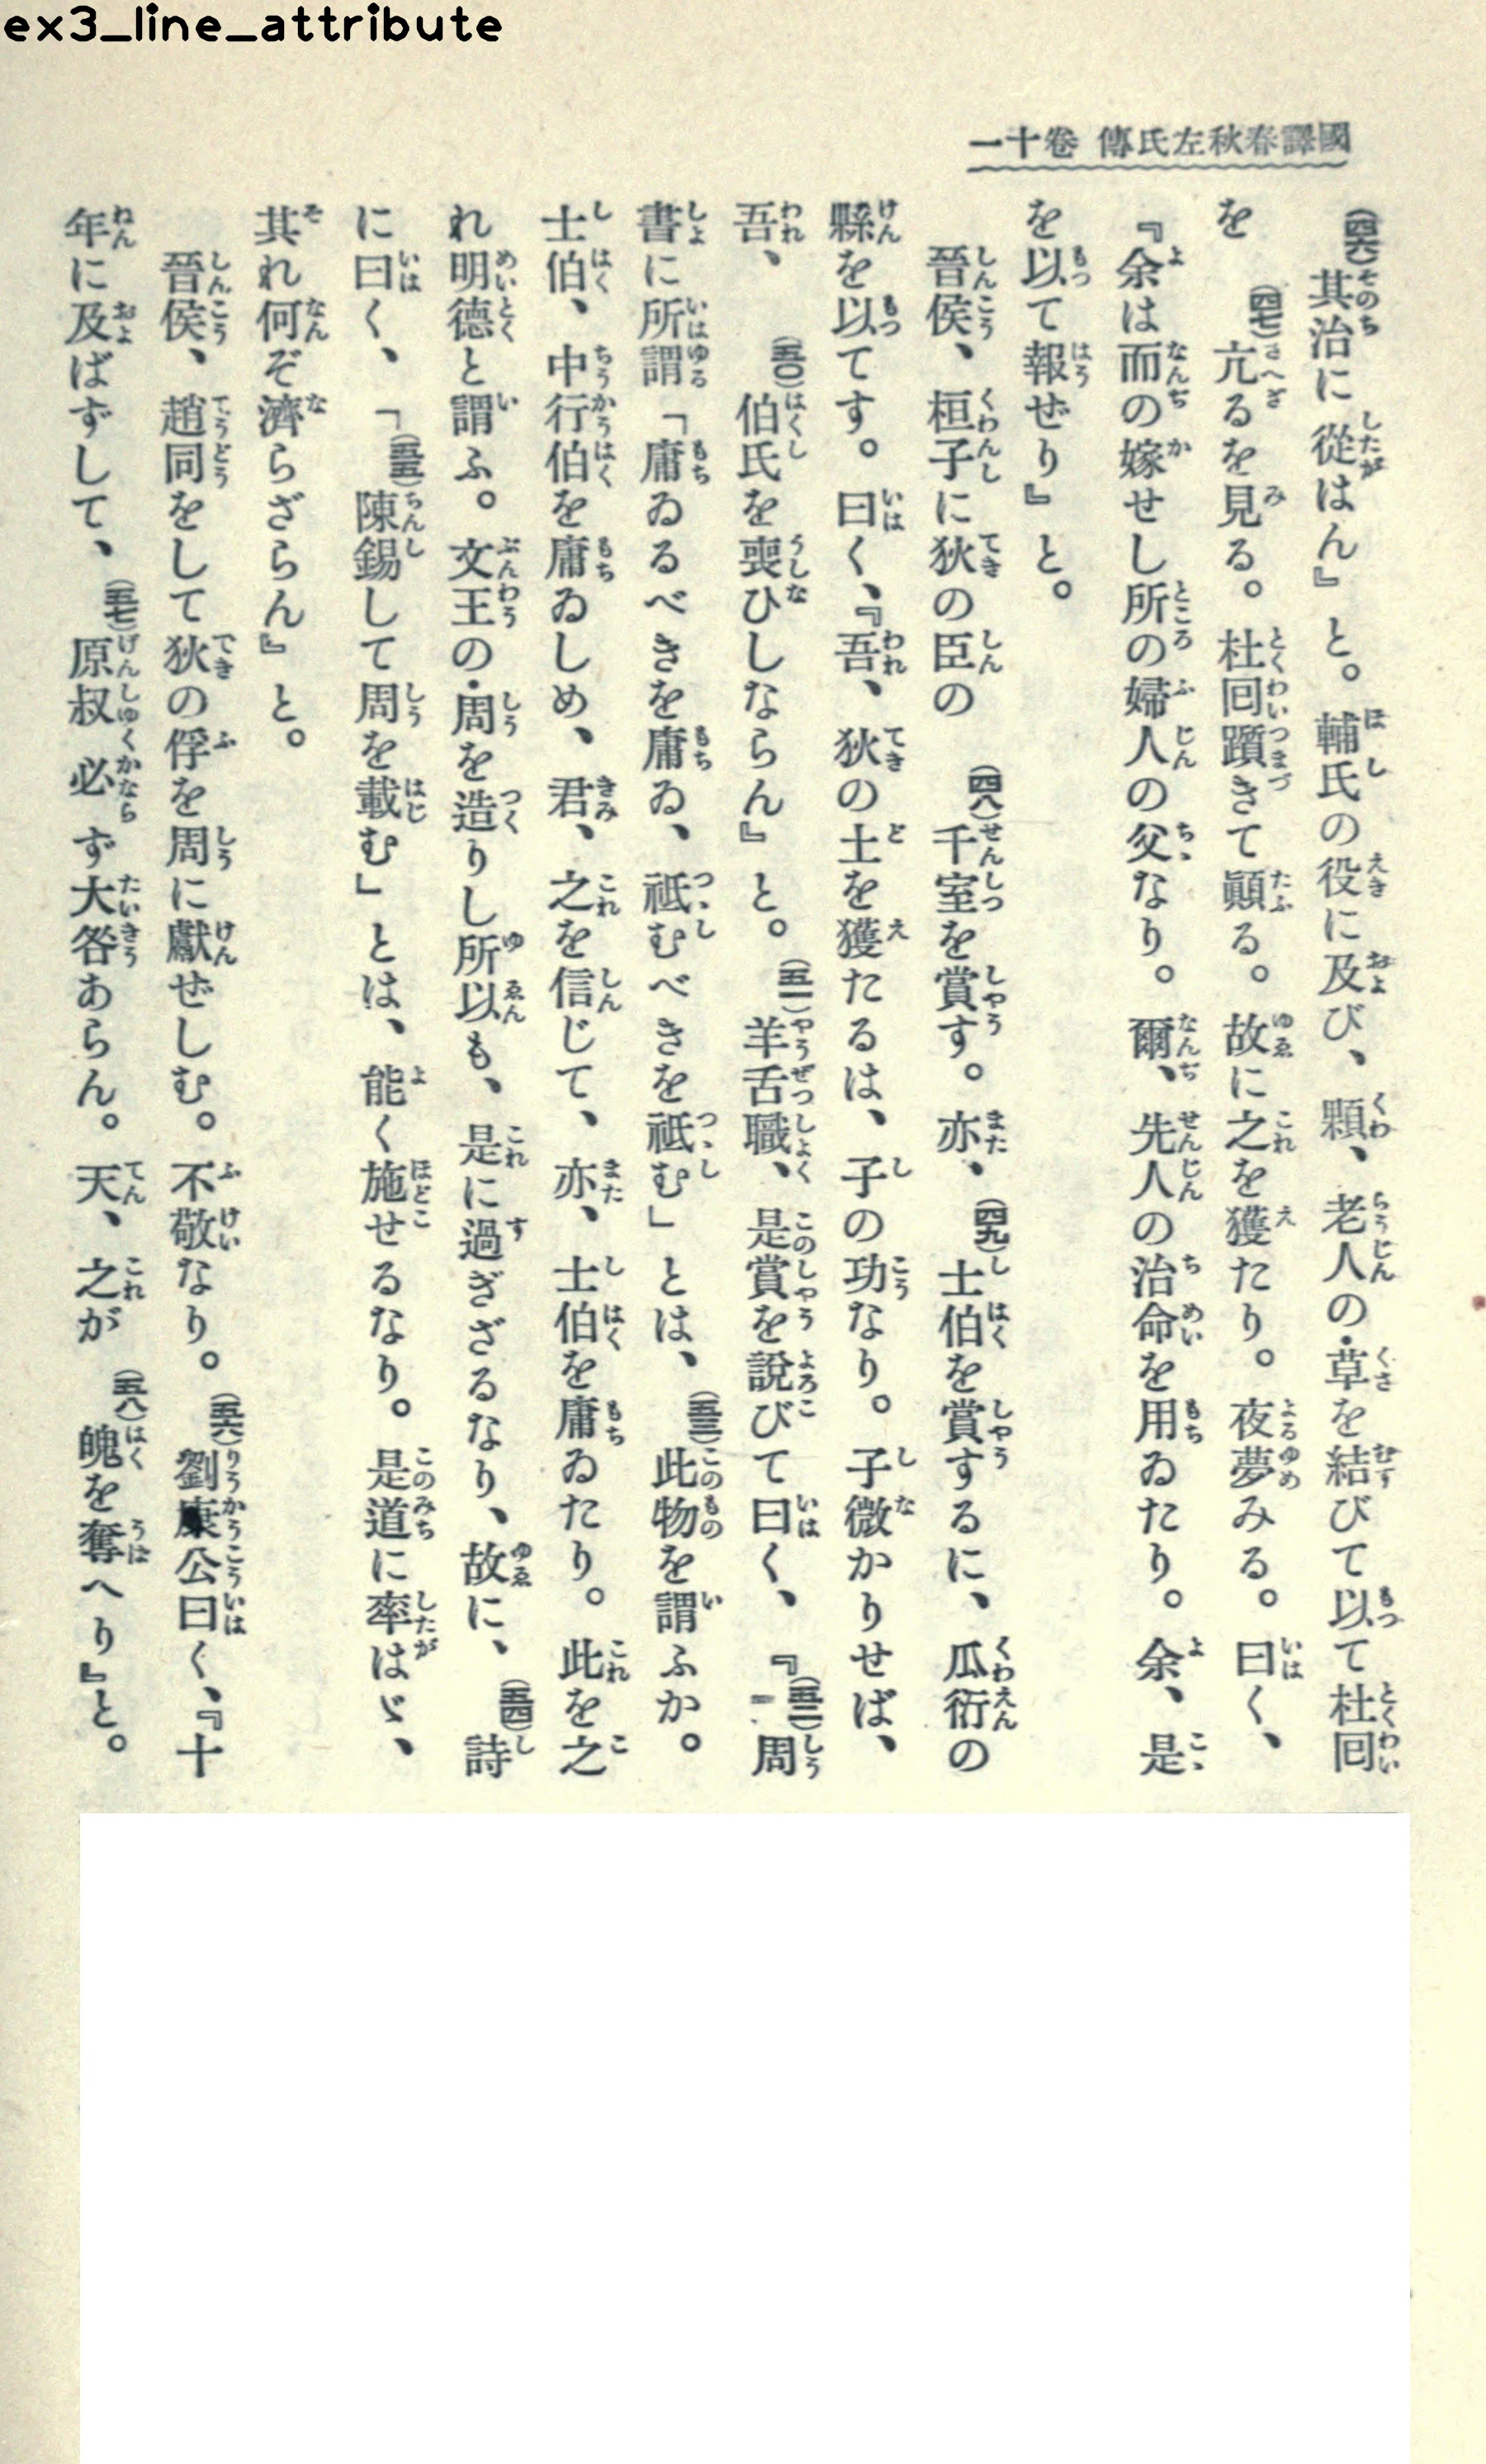 ex3_line_attribute
國譯春秋左氏傳 卷十一
(四六)其治に從はん』と。輔氏の役に及び、顆、老人の・草を結びて以て杜回
を(四七)亢るを見る。杜回躓きて顚る。故に之を獲たり。夜夢みる。曰く、
『余は而の嫁せし所の婦人の父なり。爾、先人の治命を用ゐたり。余、是
を以て報ぜり』と。
晉侯、桓子に狄の臣の(四八)千室を賞す。亦、(四九)士伯を賞するに、瓜衍の
縣を以てす。曰く、『吾、狄の土を獲たるは、子の功なり。子微かりせば、
吾、(五〇)伯氏を喪ひしならん』と。(五一)羊舌職、是賞を說びて曰く、『(五二)周
書に所謂「庸ゐるべきを庸ゐ、祗むべきを祗む」とは、(五三)此物を謂ふか。
士伯、中行伯を庸ゐしめ、君、之を信じて、亦、士伯を庸ゐたり。此を之
れ明德と謂ふ。文王の・周を造りし所以も、是に過ぎざるなり、故に、(五四)詩
に曰く、「(五五)陳錫して周を載む」とは、能く施せるなり。是道に率はゞ、
其れ何ぞ濟らざらん』と。
晉侯、趙同をして狄の俘を周に獻ぜしむ。不敬なり。(五六)劉康公曰く、『十
年に及ばずして、(五七)原叔必ず大咎あらん。天、之が(五八)魄を奪へり』と。